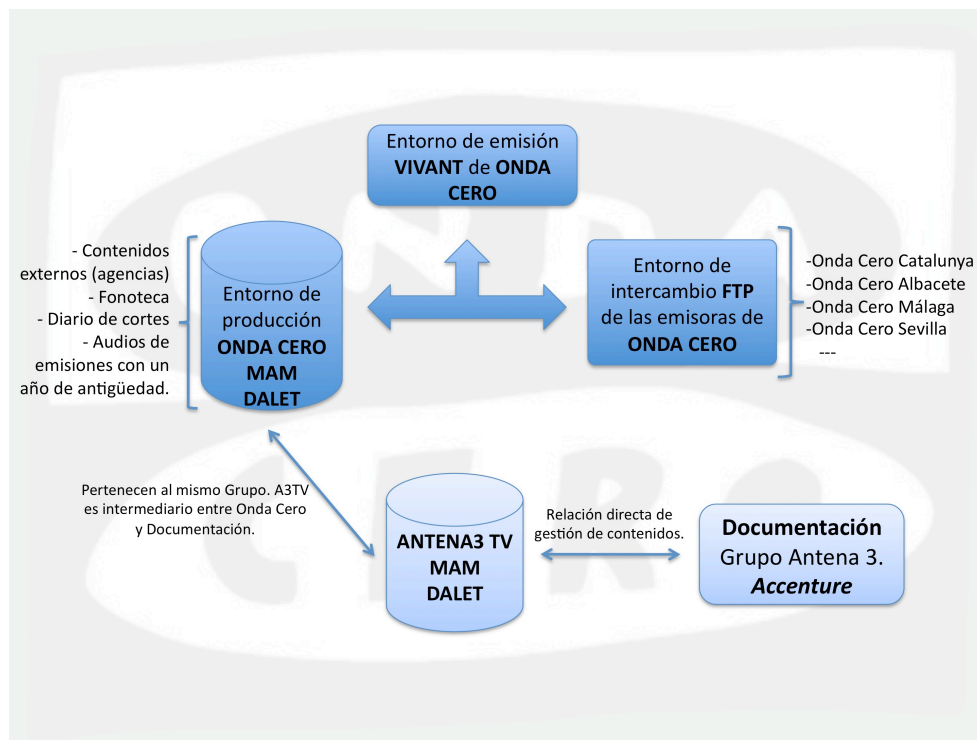 Entorno de emisión
VIVANT de ONDA
CERO
- Contenidos
externos (agencias)
- Fonoteca
- Diario de cortes
- Audios de
emisiones con un
año de antigüedad.
Entorno de
producción
ONDA CERO
MAM
DALET
Entorno de
intercambio FTP
de las emisoras de
ONDA CERO
-Onda Cero Catalunya
-Onda Cero Albacete
-Onda Cero Málaga
-Onda Cero Sevilla
---
Pertenecen al mismo Grupo. A3TV
es intermediario entre Onda Cero
y Documentación.
ANTENA3 TV
MAM
DALET
Relación directa de
gestión de contenidos.
Documentación
Grupo Antena 3.
Accenture
ONDA
CERO